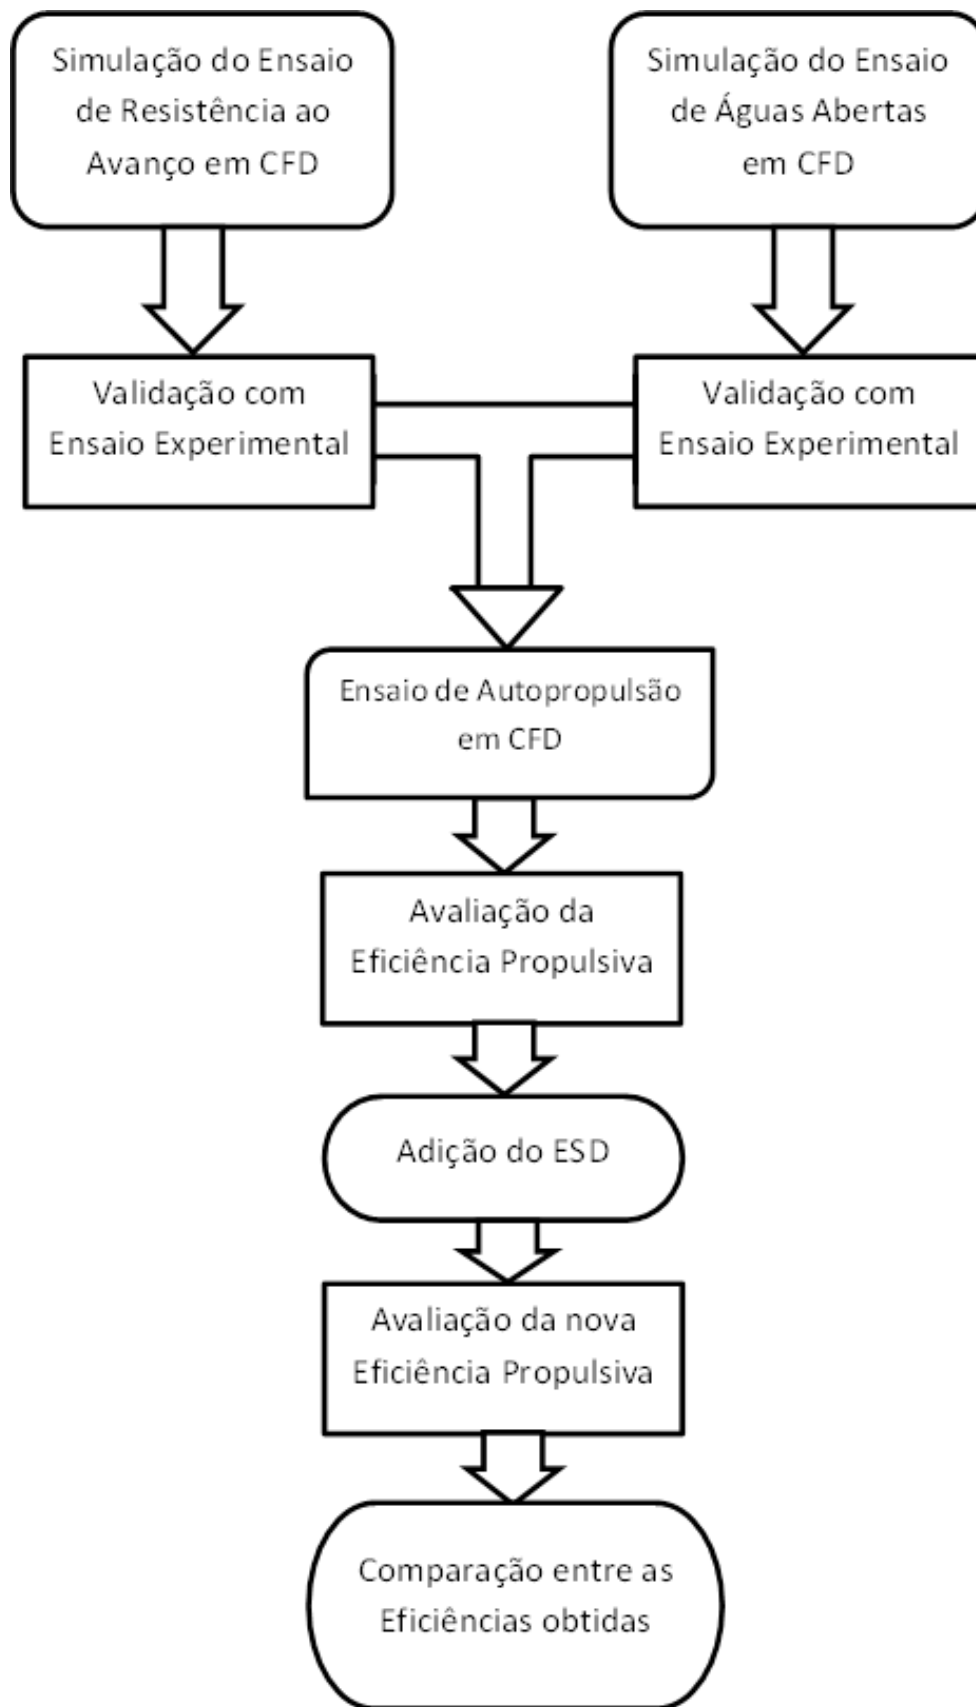 Simulação do Ensaio
de Resistência ao
Avanço em CFD
Simulação do Ensaio
de Águas Abertas
em CFD
Validação com
Ensaio Experimental
Validação com
Ensaio Experimental
Ensaio de Autopropulsão
em CFD
Avaliação da
Eficiência Propulsiva
Adição do ESD
Avaliação da nova
Eficiência Propulsiva
Comparação entre as
Eficiências obtidas